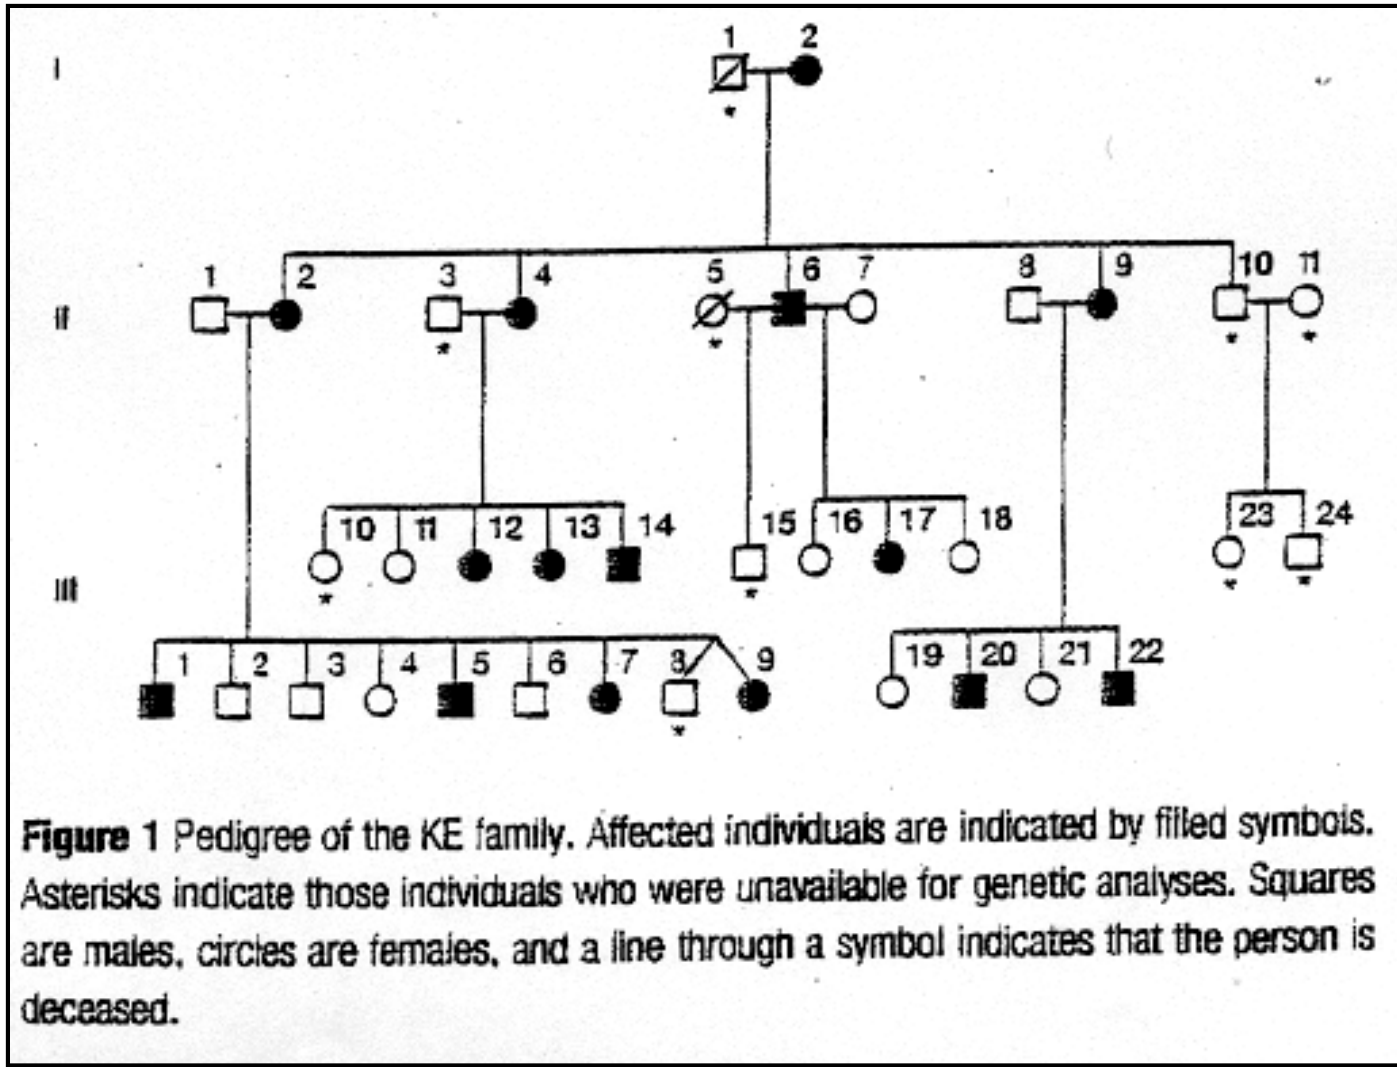 1 2
I
*
1 2 3 4 5 6 7 8 9 10 11
II
* * * *
10 11 12 13 14 15 16 17 18 23 24
III
* * * *
1 2 3 4 5 6 7 8 9 19 20 21 22
*
Figure 1 Pedigree of the KE family. Affected individuals are indicated by filled symbols.
Asterisks indicate those individuals who were unavailable for genetic analyses. Squares
are males, circles are females, and a line through a symbol indicates that the person is
deceased.